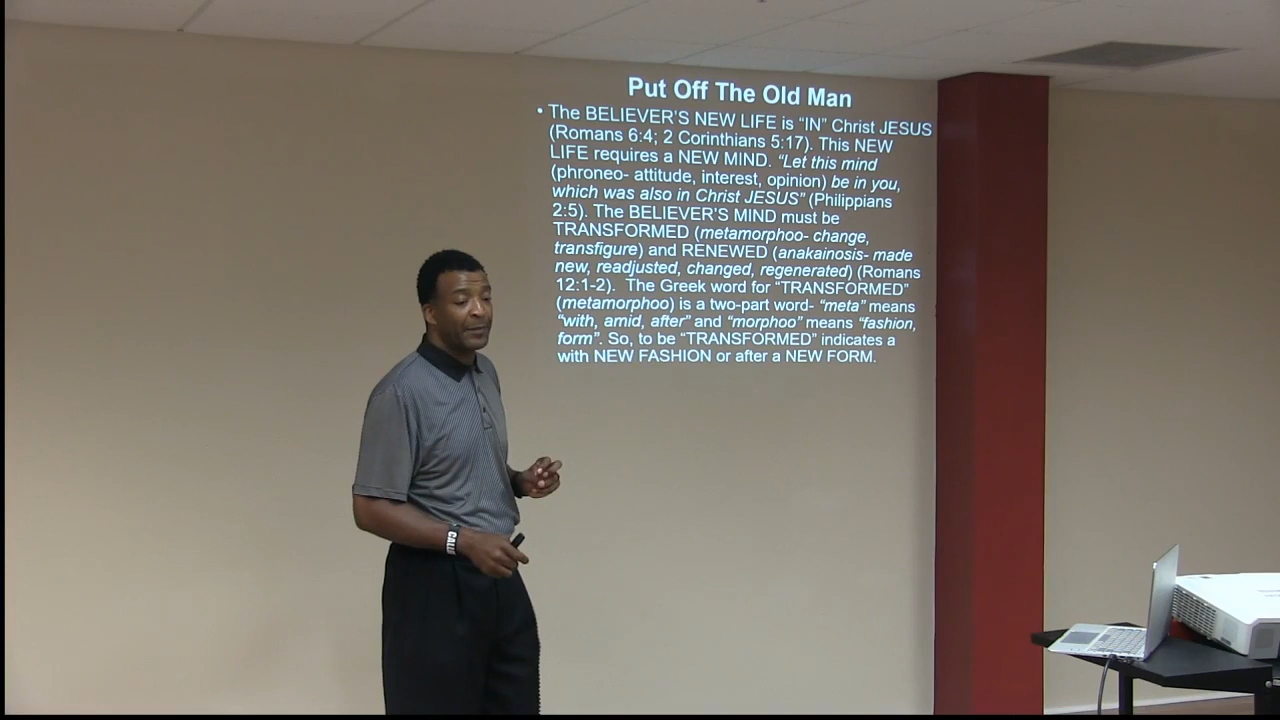 Put Off The Old Man
• The BELIEVER'S NEW LIFE is "IN" Christ JESUS
(Romans 6:4; 2 Corinthians 5:17). This NEW
LIFE requires a NEW MIND. "Let this mind
(phroneo- attitude, interest, opinion) be in you,
which was also in Christ JESUS" (Philippians
2:5). The BELIEVER'S MIND must be
TRANSFORMED (metamorphoo- change,
transfigure) and RENEWED (anakainosis- made
new, readjusted, changed, regenerated) (Romans
12:1-2). The Greek word for "TRANSFORMED"
(metamorphoo) is a two-part word- "meta" means
"with, amid, after" and "morphoo" means "fashion,
form". So, to be "TRANSFORMED" indicates a
with NEW FASHION or after a NEW FORM.